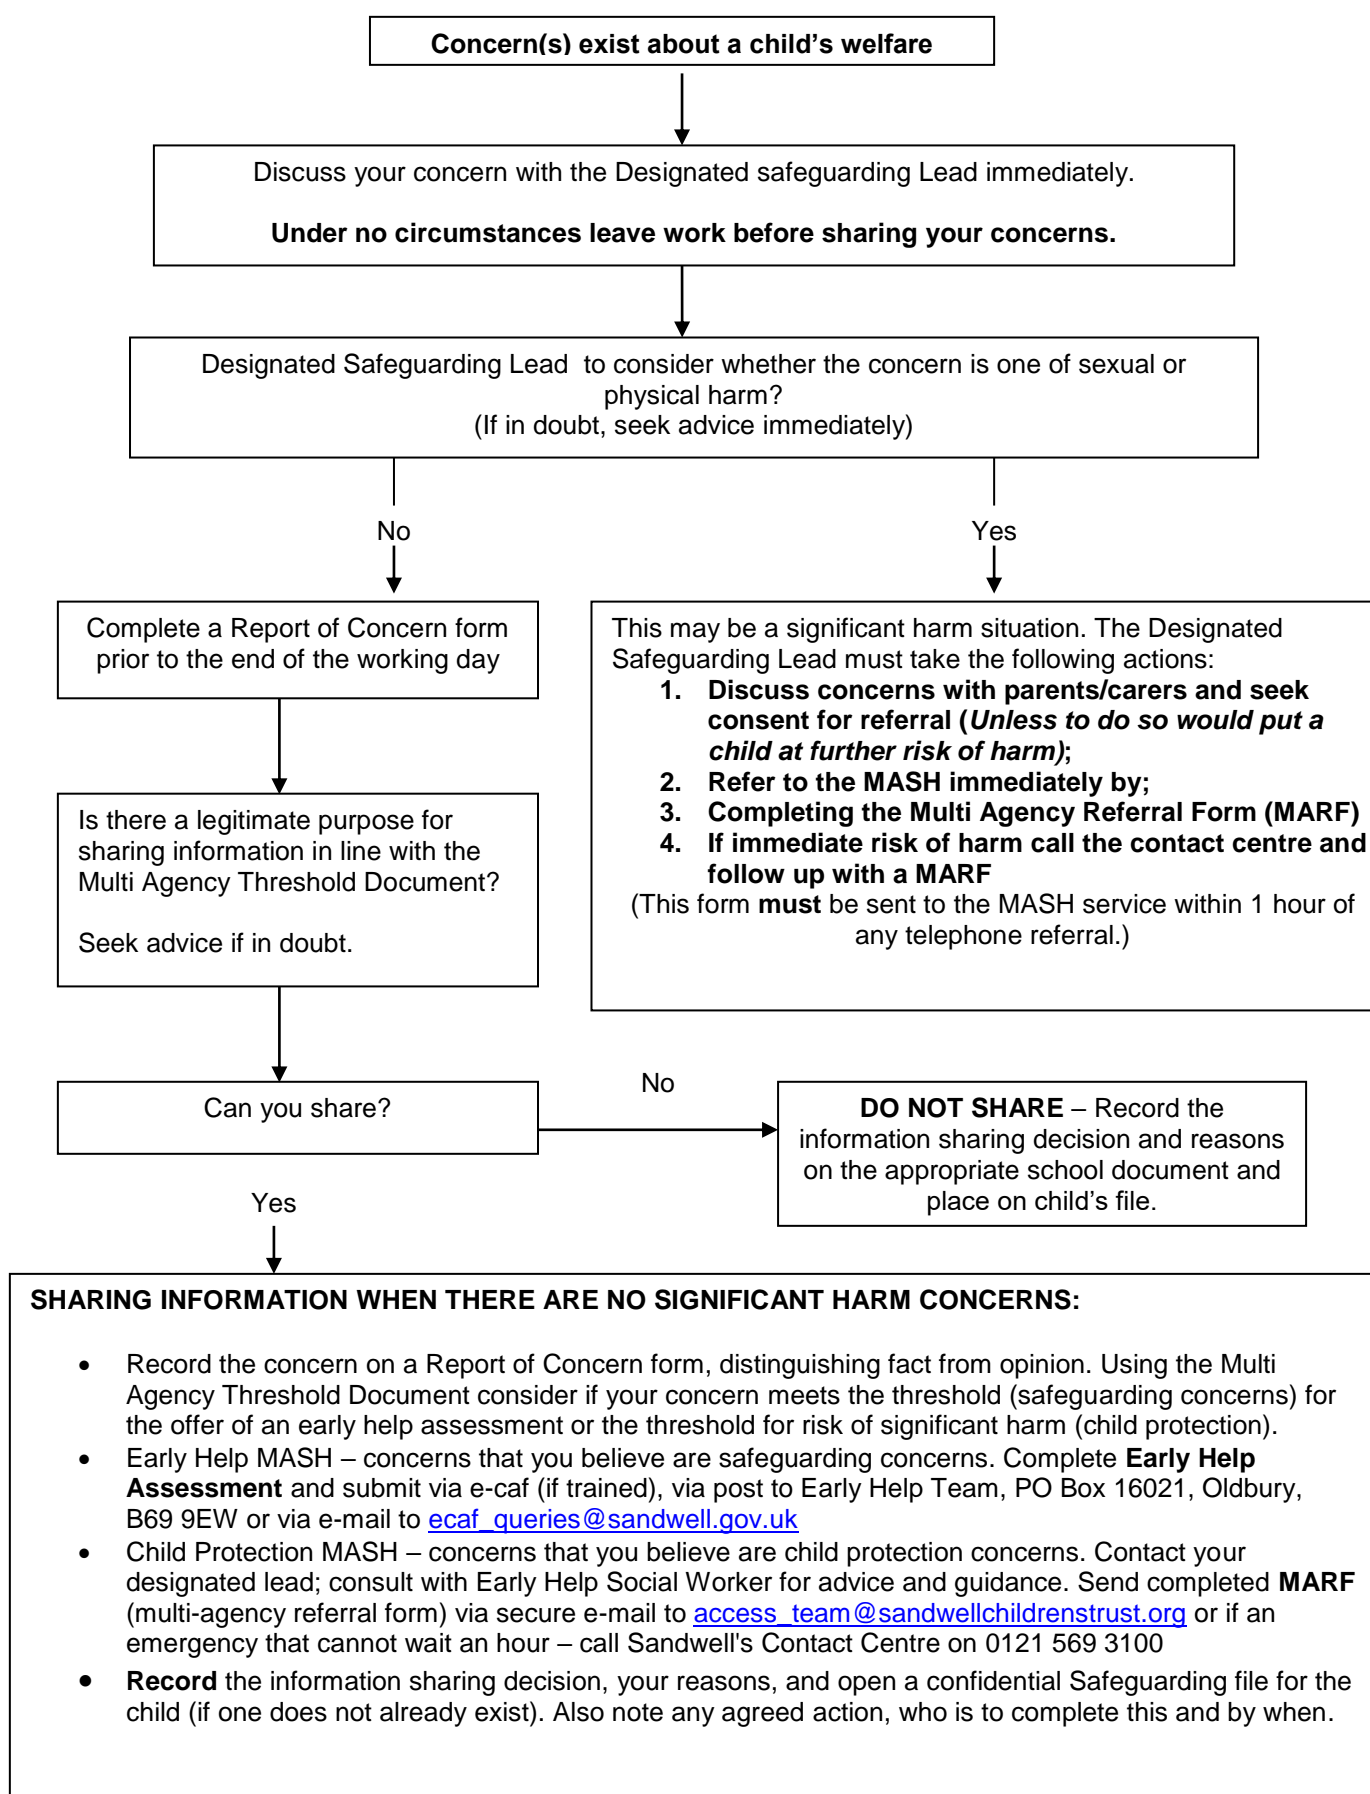 Concern(s) exist about a child's welfare
Discuss your concern with the Designated safeguarding Lead immediately.
Under no circumstances leave work before sharing your concerns.
Designated Safeguarding Lead  to consider whether the concern is one of sexual or
physical harm?
(If in doubt, seek advice immediately)
No
Yes
Complete a Report of Concern form
prior to the end of the working day
This may be a significant harm situation. The Designated
Safeguarding Lead must take the following actions:
1. Discuss concerns with parents/carers and seek
consent for referral (Unless to do so would put a
child at further risk of harm);
2. Refer to the MASH immediately by;
3. Completing the Multi Agency Referral Form (MARF)
4. If immediate risk of harm call the contact centre and
follow up with a MARF
(This form must be sent to the MASH service within 1 hour of
any telephone referral.)
Is there a legitimate purpose for
sharing information in line with the
Multi Agency Threshold Document?
Seek advice if in doubt.
Can you share?
No
DO NOT SHARE – Record the
information sharing decision and reasons
on the appropriate school document and
place on child's file.
Yes
SHARING INFORMATION WHEN THERE ARE NO SIGNIFICANT HARM CONCERNS:
• Record the concern on a Report of Concern form, distinguishing fact from opinion. Using the Multi
Agency Threshold Document consider if your concern meets the threshold (safeguarding concerns) for
the offer of an early help assessment or the threshold for risk of significant harm (child protection).
• Early Help MASH – concerns that you believe are safeguarding concerns. Complete Early Help
Assessment and submit via e-caf (if trained), via post to Early Help Team, PO Box 16021, Oldbury,
B69 9EW or via e-mail to ecaf_queries@sandwell.gov.uk
• Child Protection MASH – concerns that you believe are child protection concerns. Contact your
designated lead; consult with Early Help Social Worker for advice and guidance. Send completed MARF
(multi-agency referral form) via secure e-mail to access_team@sandwellchildrenstrust.org or if an
emergency that cannot wait an hour – call Sandwell's Contact Centre on 0121 569 3100
• Record the information sharing decision, your reasons, and open a confidential Safeguarding file for the
child (if one does not already exist). Also note any agreed action, who is to complete this and by when.